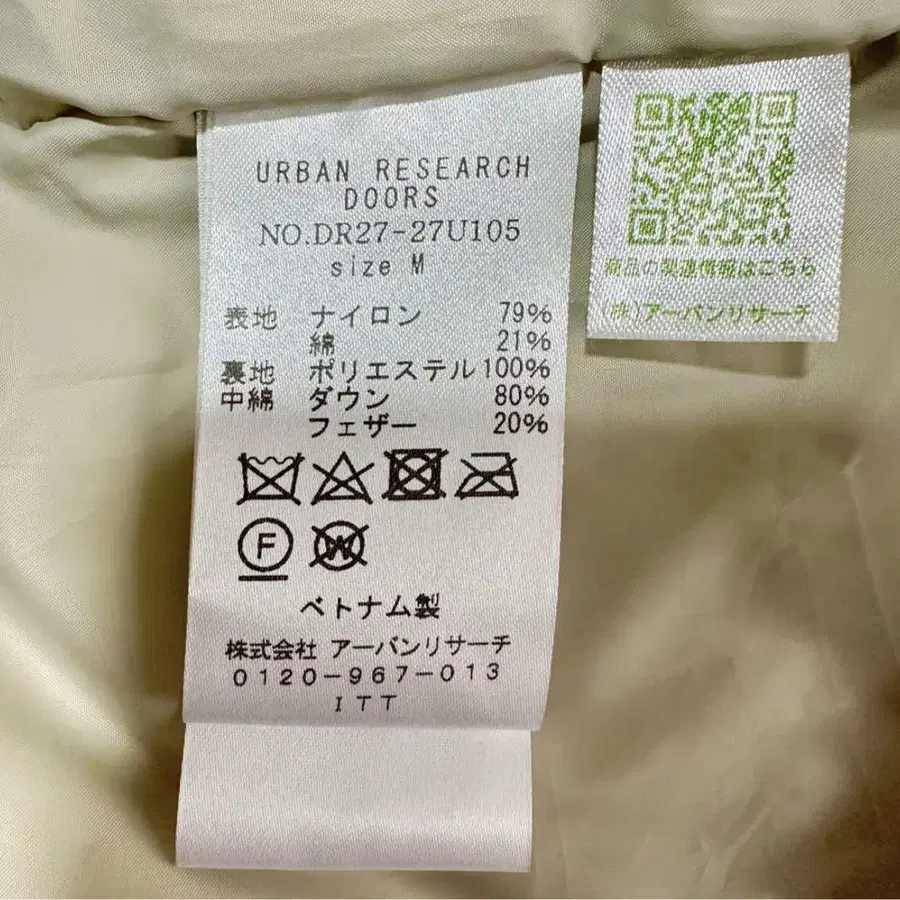 URBAN RESEARCH
DOORS
NO.DR27-27U105
size M
表地 ナイロン 79%
綿 21%
裏地 ポリエステル 100%
中綿 ダウン 80%
フェザー 20%
F
W
ベトナム製
株式会社 アーバンリサーチ
0120-967-013
ITT
商品の関連情報はこちら
(株)アーバンリサーチ